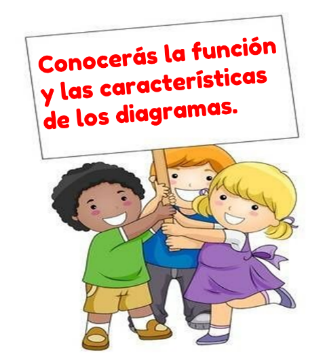 Conocerás la función
y las características
de los diagramas.